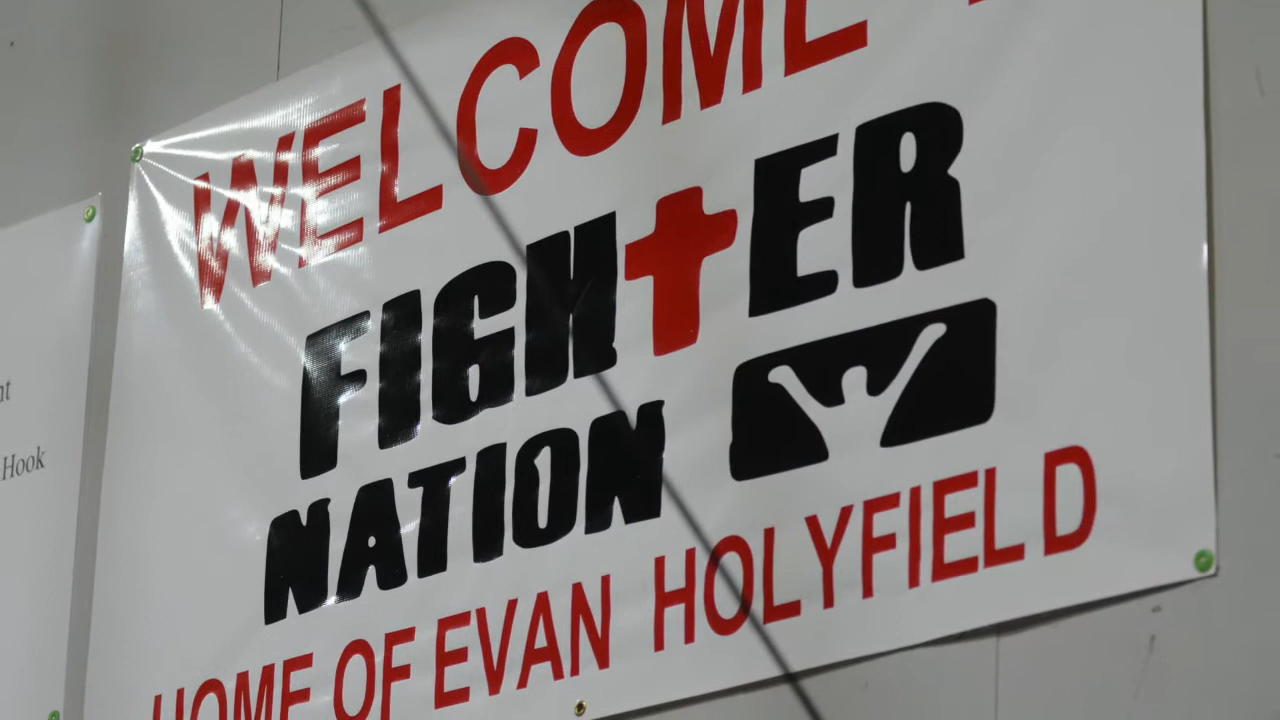 WELCOME
FIGHTER
NATION
HOME OF EVAN HOLYFIELD
Hook